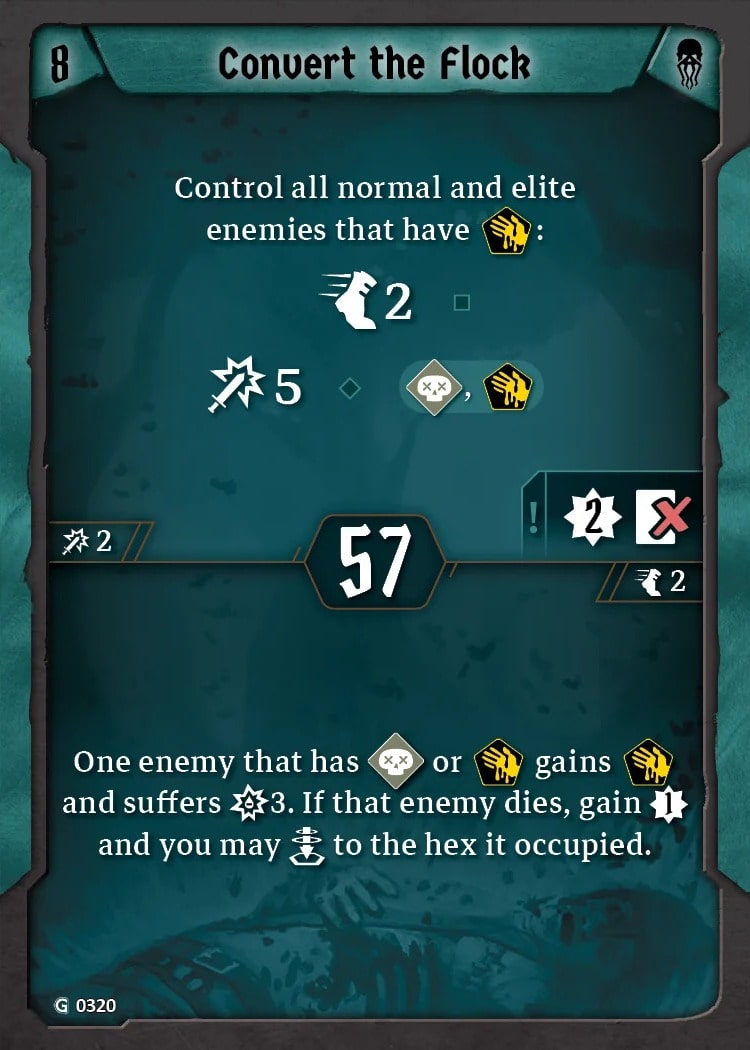 8 Convert the Flock
Control all normal and elite
enemies that have :
2
5 ,
! 2
2
57
2
One enemy that has or gains
and suffers 3. If that enemy dies, gain 1
and you may to the hex it occupied.
G 0320